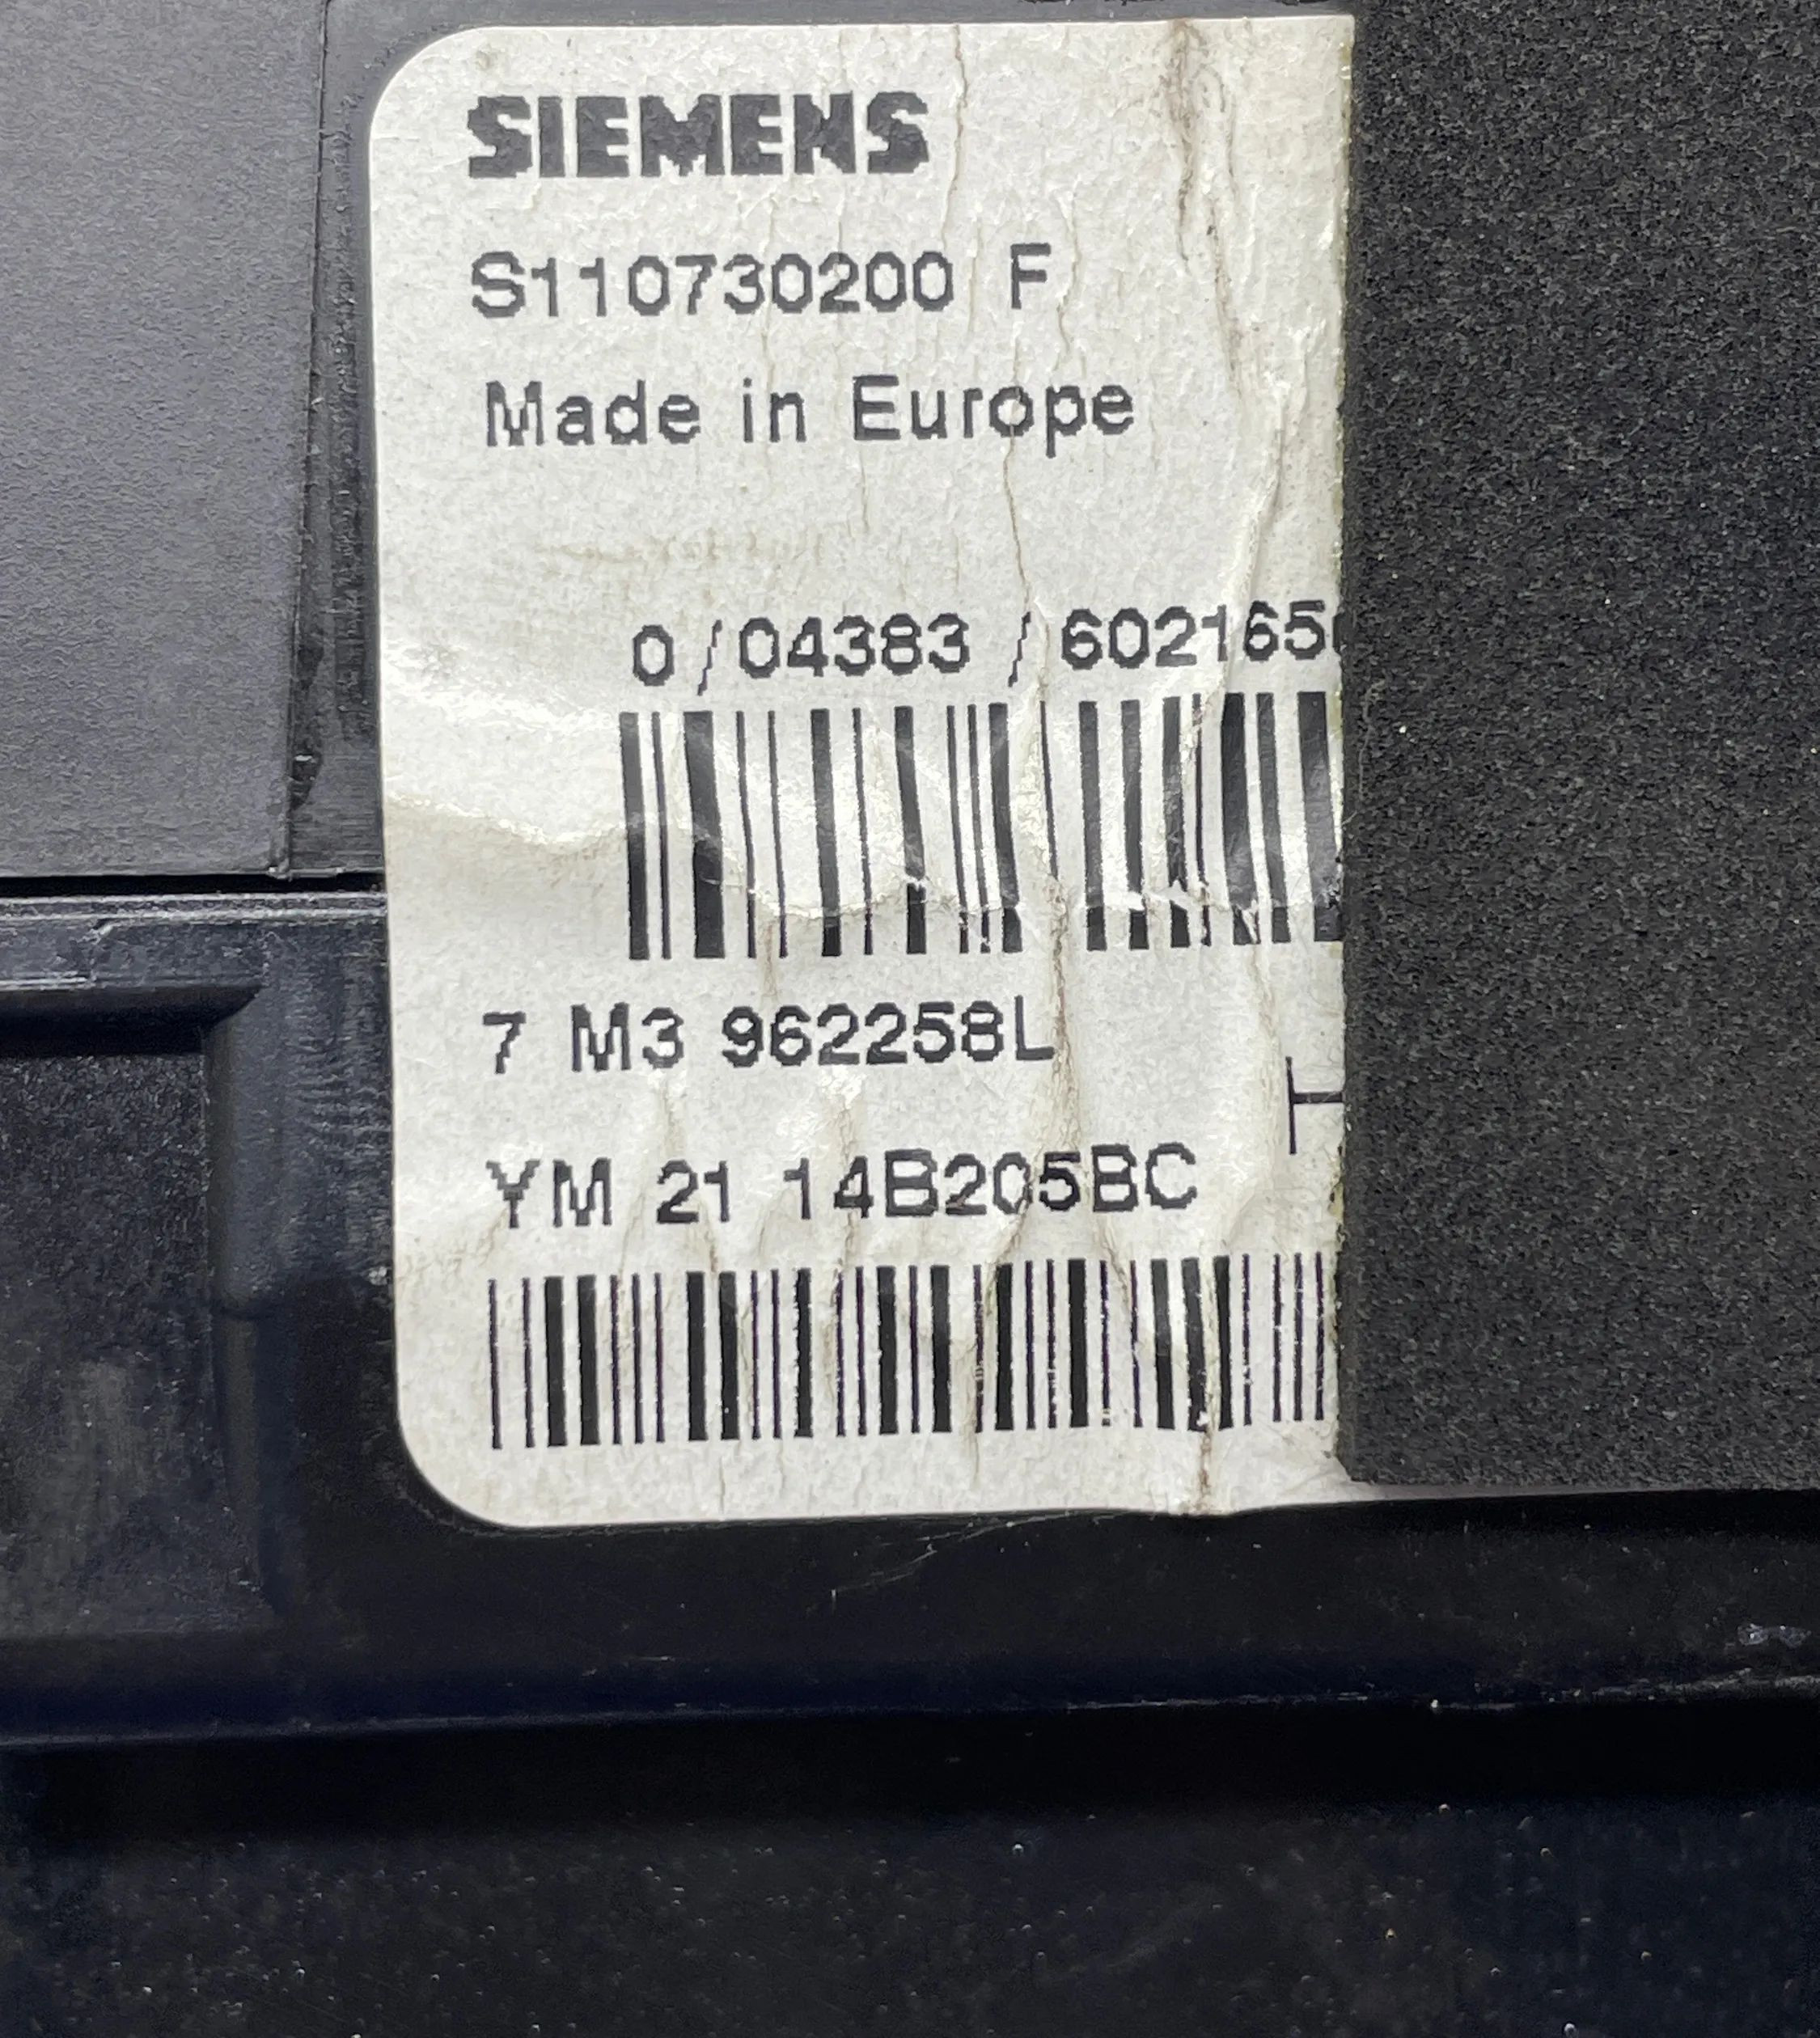 SIEMENS
S110730200 F
Made in Europe
0 / 04383 / 602165
7 M3 962258L
H
YM 21 14B205BC